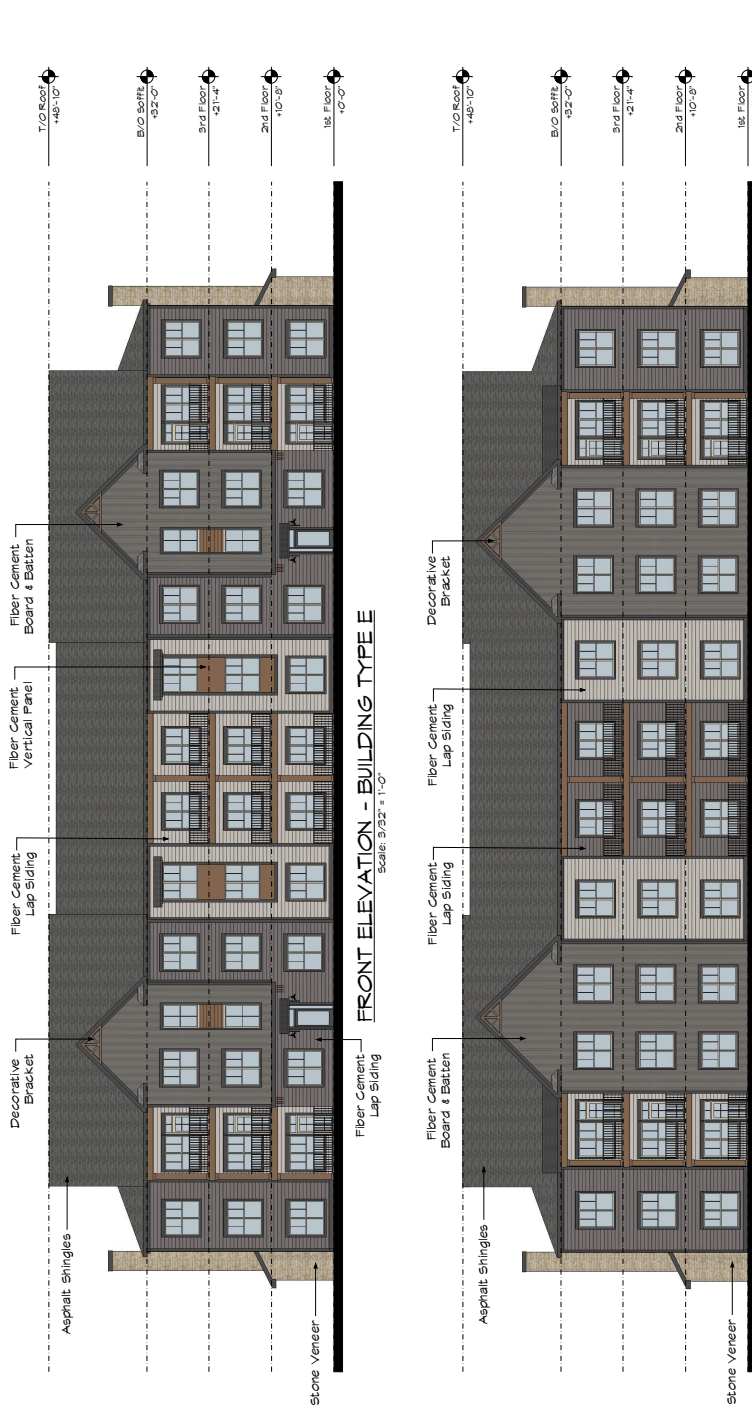 Decorative
Bracket
Fiber Cement
Lap Siding
Fiber Cement
Vertical Panel
Fiber Cement
Board & Batten
T/O Roof
+48'-10"
Asphalt Shingles
B/O Soffit
+32'-0"
3rd Floor
+21'-4"
2nd Floor
+10'-8"
Stone Veneer
1st Floor
+0'-0"
Fiber Cement
Lap Siding
FRONT ELEVATION - BUILDING TYPE E
Scale: 3/32" = 1'-0"
Fiber Cement
Board & Batten
Fiber Cement
Lap Siding
Fiber Cement
Lap Siding
Decorative
Bracket
T/O Roof
+48'-10"
Asphalt Shingles
B/O Soffit
+32'-0"
3rd Floor
+21'-4"
2nd Floor
+10'-8"
Stone Veneer
1st Floor